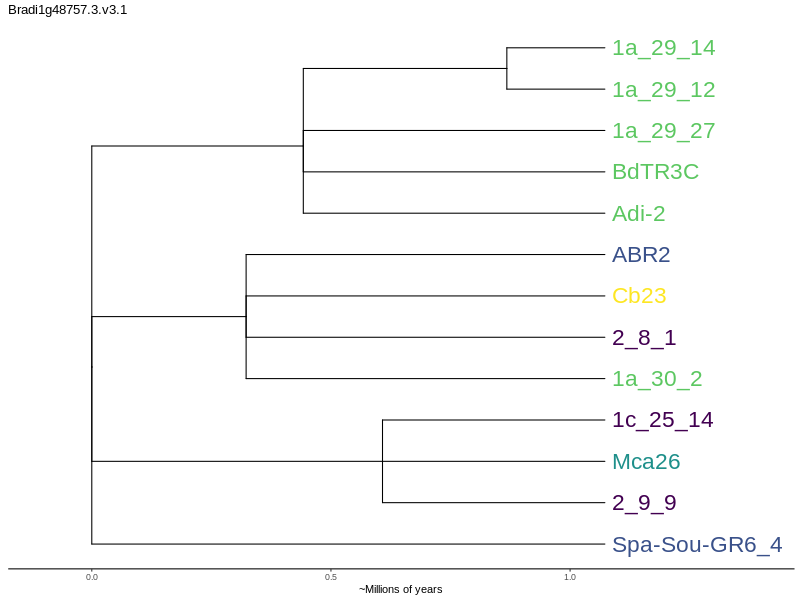 Bradi1g48757.3.v3.1
1a_29_14
1a_29_12
1a_29_27
BdTR3C
Adi-2
ABR2
Cb23
2_8_1
1a_30_2
1c_25_14
Mca26
2_9_9
Spa-Sou-GR6_4
0.0 0.5 1.0
~Millions of years